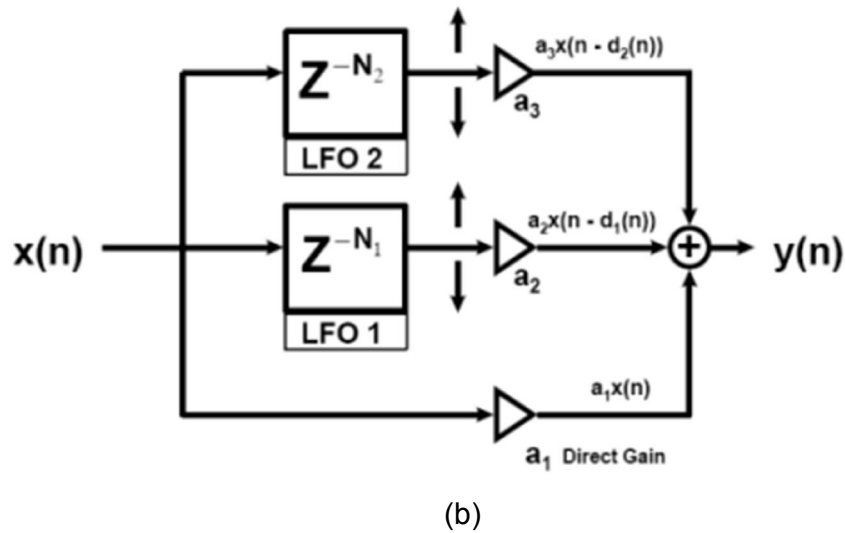 a₃x(n - d₂(n))
Z⁻ᴺ₂
a₃
LFO 2
a₂x(n - d₁(n))
x(n)
Z⁻ᴺ₁
y(n)
a₂
LFO 1
a₁x(n)
a₁ Direct Gain
(b)